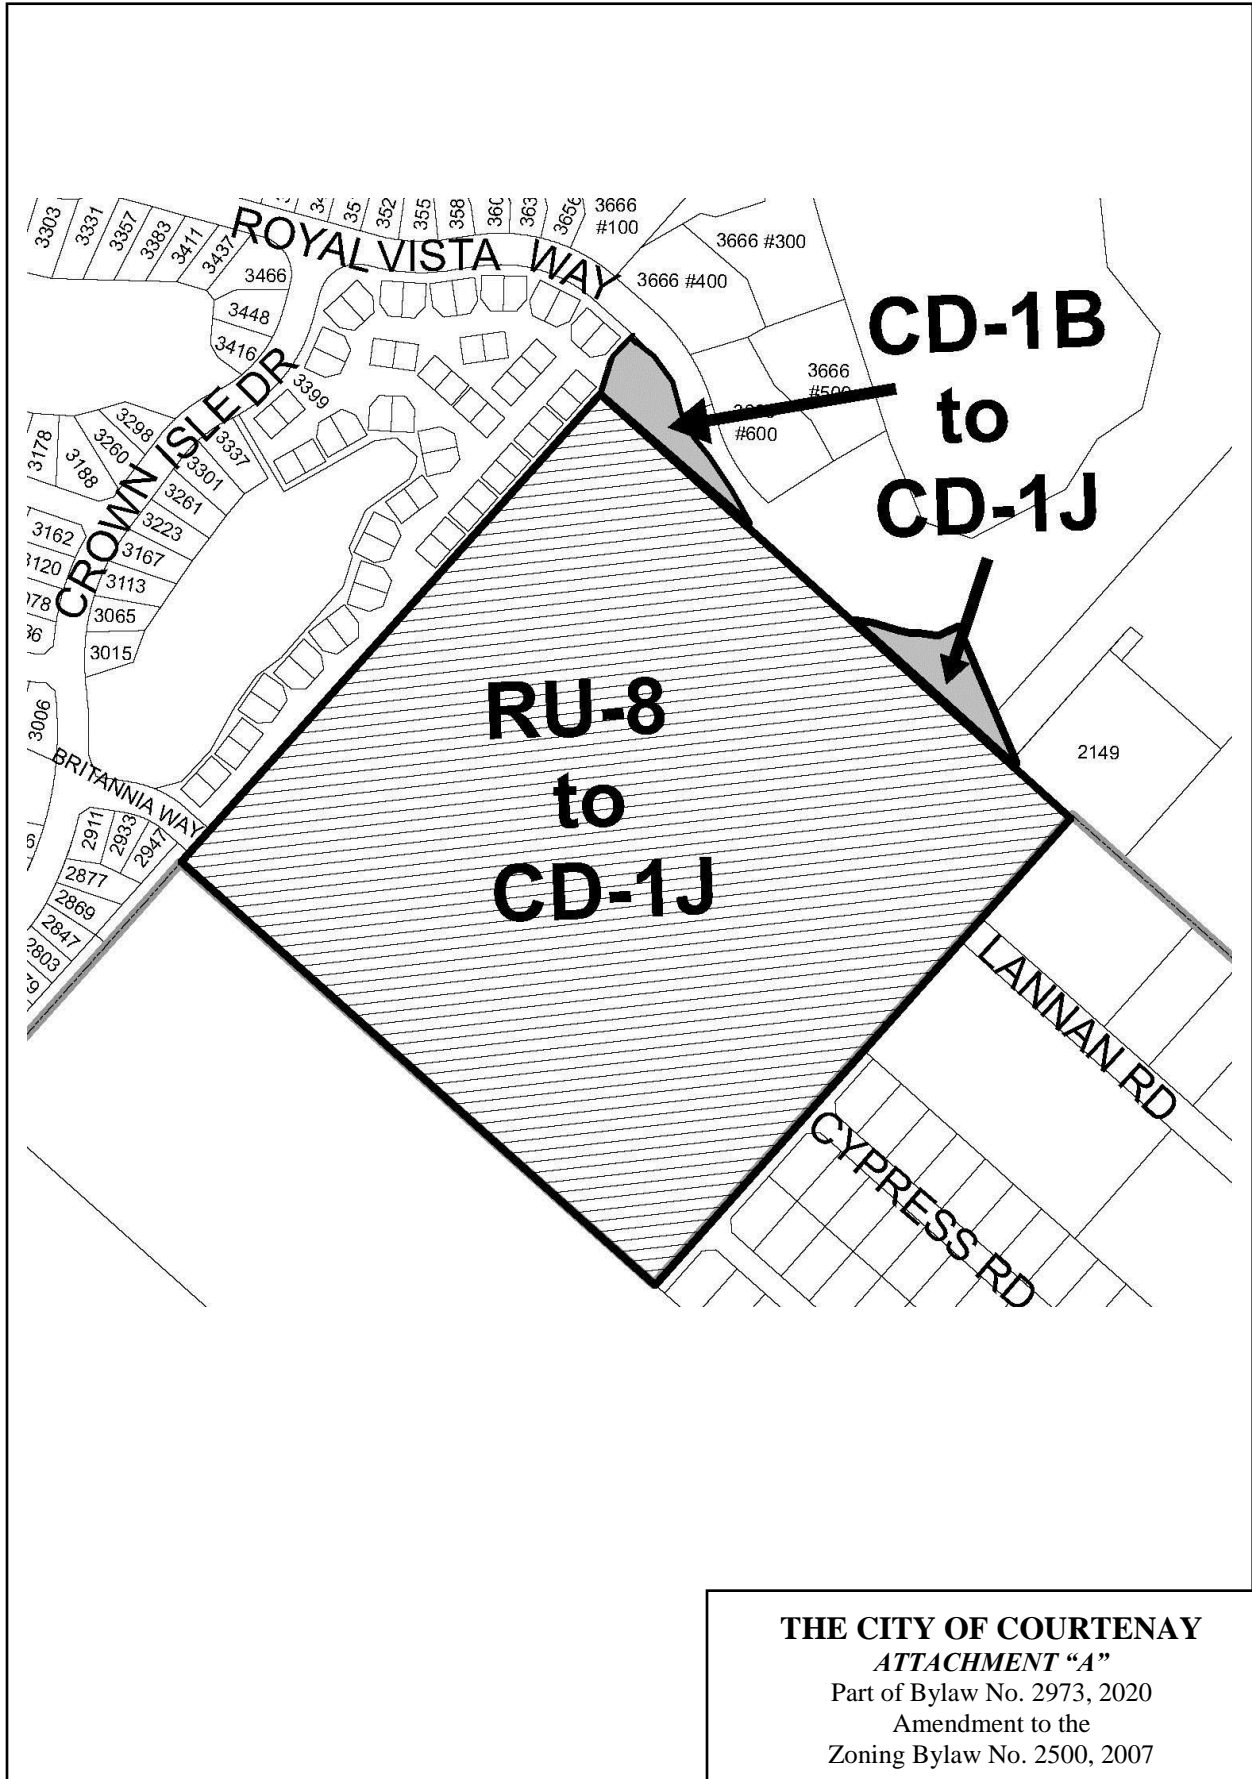 3303
3331
3357
3383
3411
3437
352
355
358
363
3656
3666
#100
ROYAL VISTA WAY
3666 #300
3666 #400
3466
3448
3416
3399
3666
#600
CD-1B
to
CD-1J
CROWN ISLE DR
3298
3260
3188
3178
3337
3301
3261
3223
3167
3113
3065
3015
3162
3006
BRITANNIA WAY
2911
2933
2947
2877
2869
2847
2803
RU-8
to
CD-1J
2149
LANNAN RD
CYPRESS RD
THE CITY OF COURTENAY
ATTACHMENT “A”
Part of Bylaw No. 2973, 2020
Amendment to the
Zoning Bylaw No. 2500, 2007